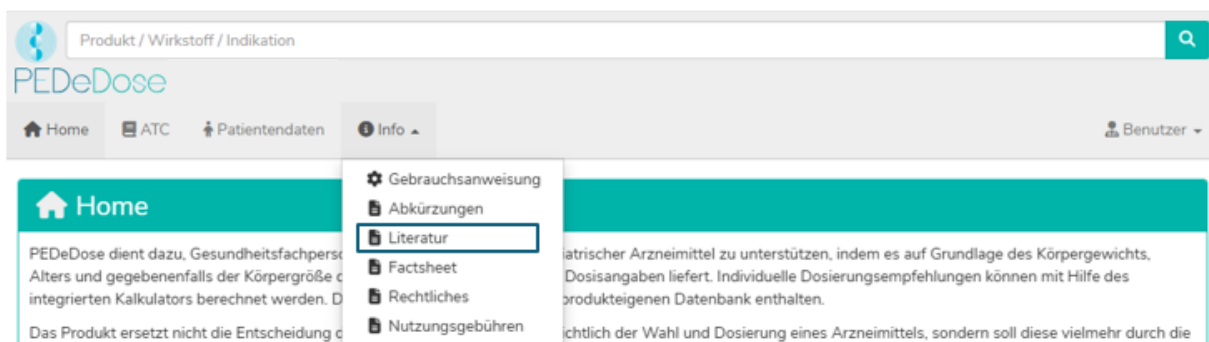 Produkt / Wirkstoff / Indikation
PEDeDose
Home ATC Patientendaten Info Benutzer
Gebrauchsanweisung
Abkürzungen
Literatur
Factsheet
Rechtliches
Nutzungsgebühren
Home
PEDeDose dient dazu, Gesundheitsfachperso iatrischer Arzneimittel zu unterstützen, indem es auf Grundlage des Körpergewichts,
Alters und gegebenenfalls der Körpergröße d Dosisangaben liefert. Individuelle Dosierungsempfehlungen können mit Hilfe des
integrierten Kalkulators berechnet werden. D produkteigenen Datenbank enthalten.
Das Produkt ersetzt nicht die Entscheidung d ichtlich der Wahl und Dosierung eines Arzneimittels, sondern soll diese vielmehr durch die